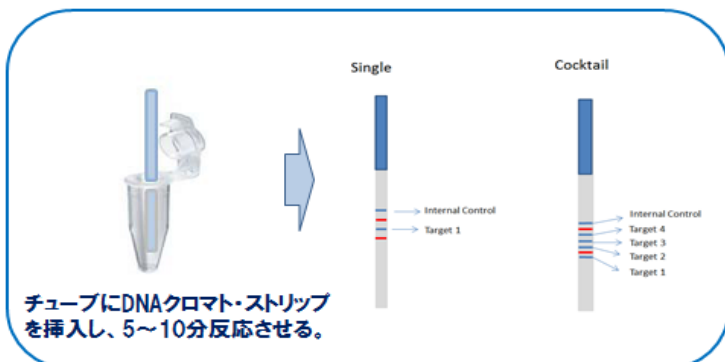 Single
Cocktail
Internal Control
Target 1
Internal Control
Target 4
Target 3
Target 2
Target 1
チューブにDNAクロマト・ストリップ
を挿入し、5～10分反応させる。